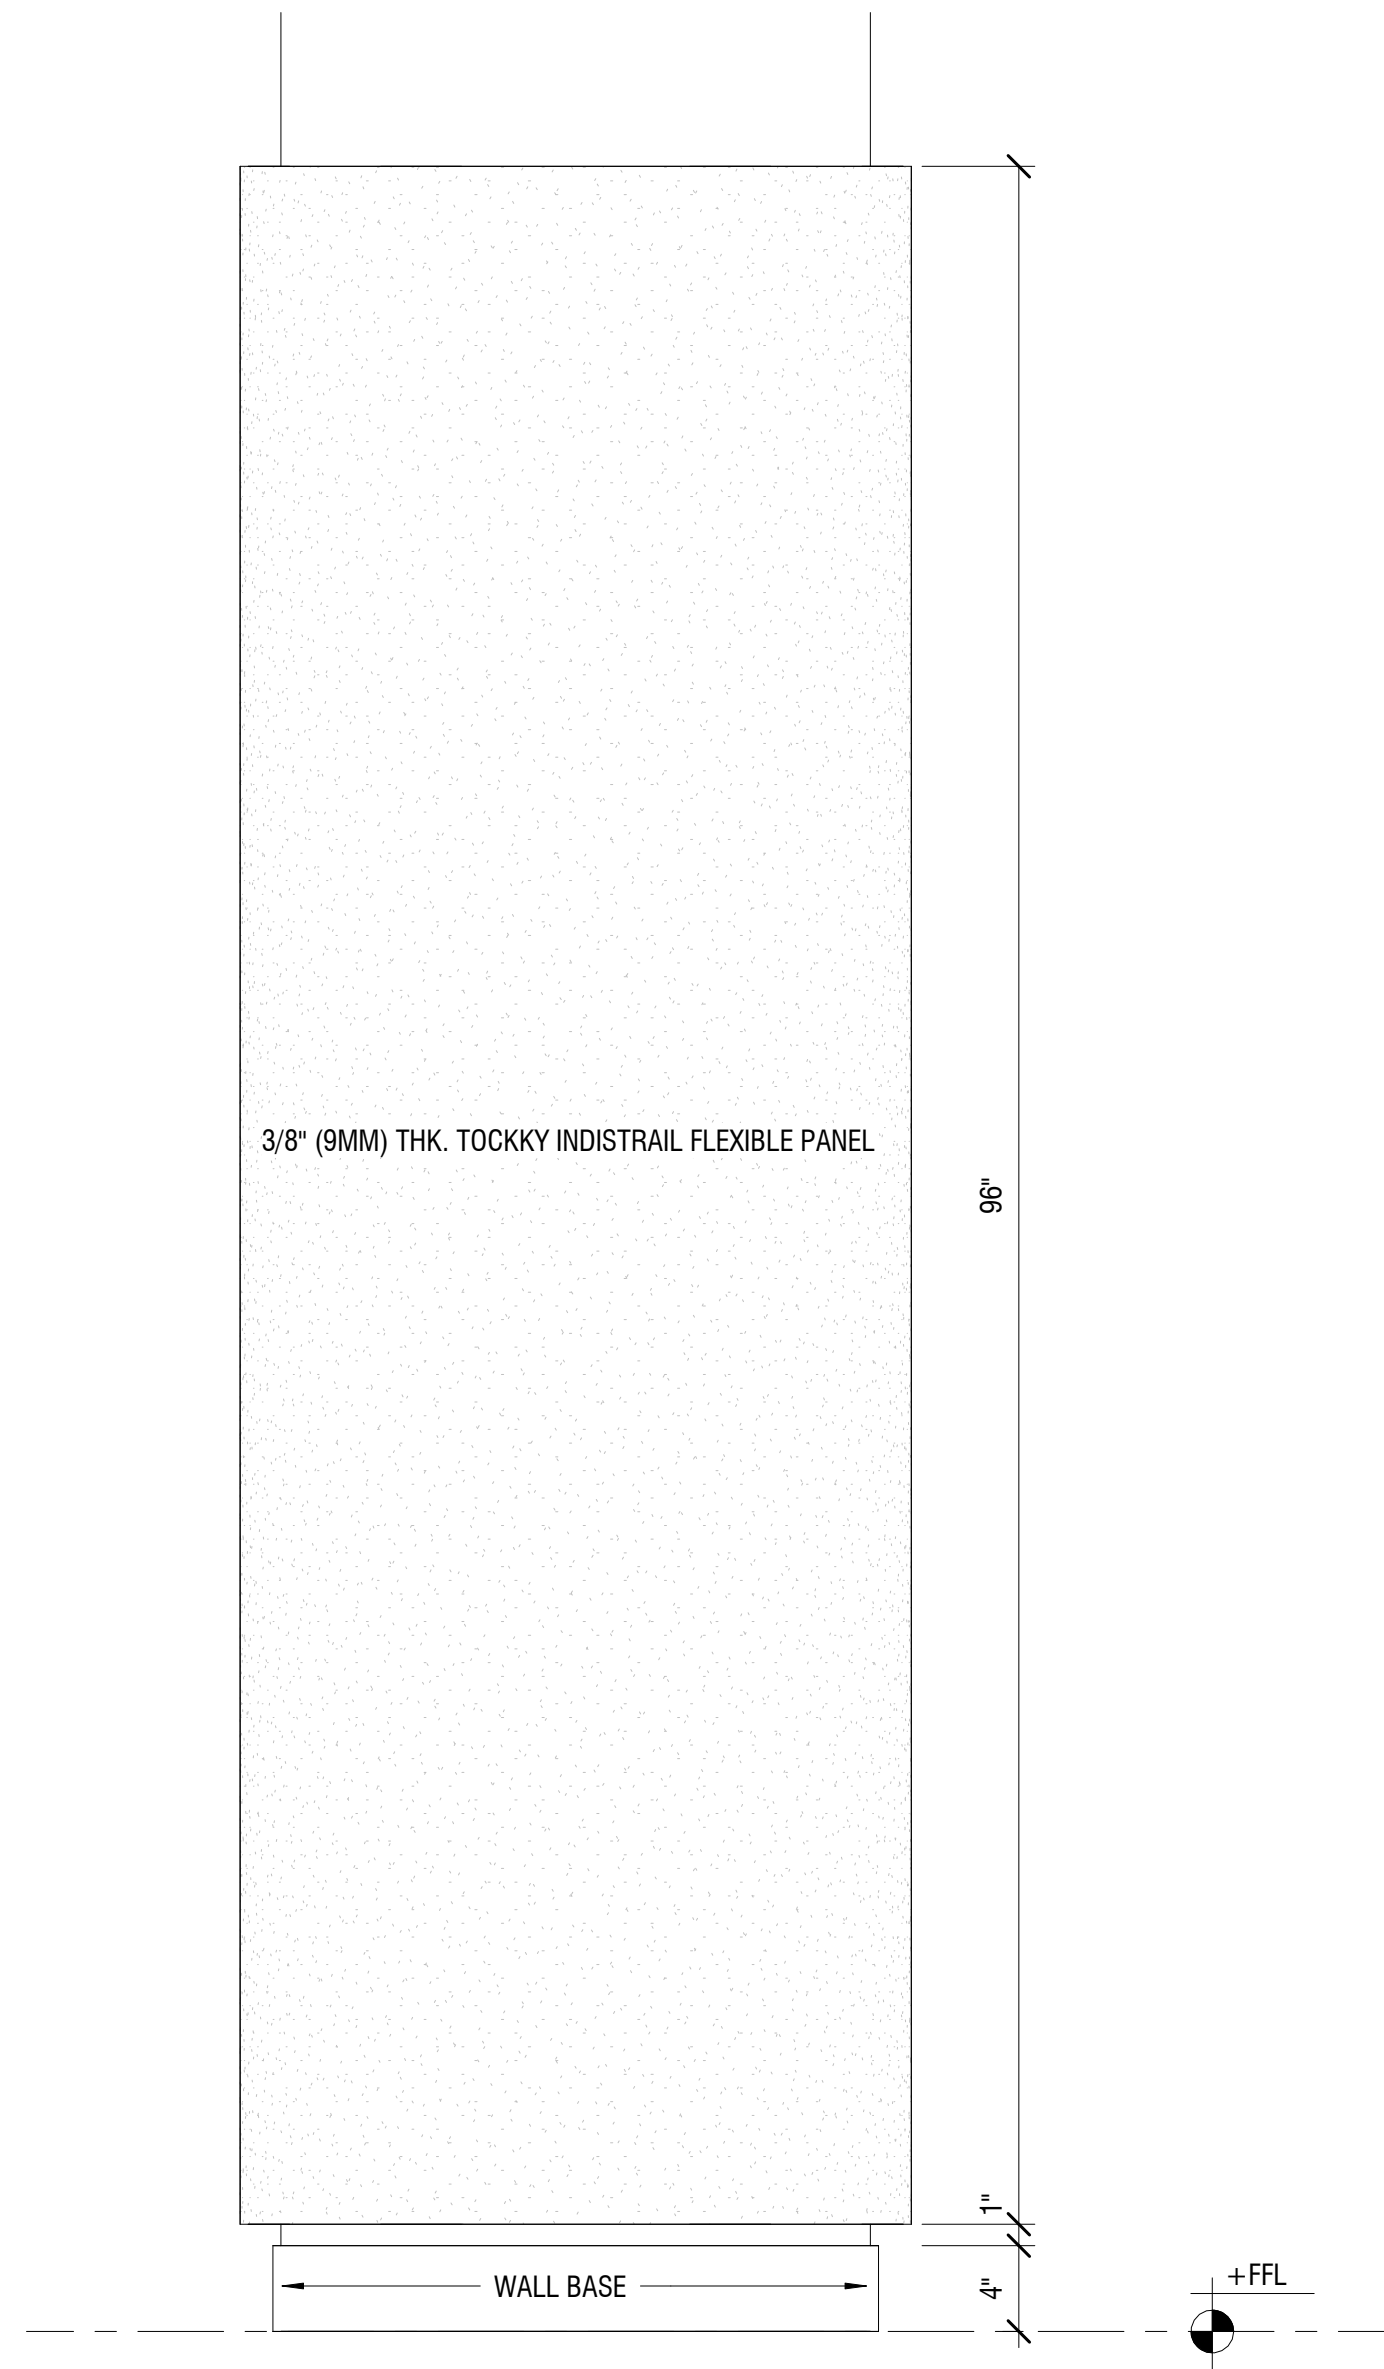 3/8" (9MM) THK. TOCKKY INDISTRAIL FLEXIBLE PANEL
96"
1"
4"
WALL BASE
+FFL